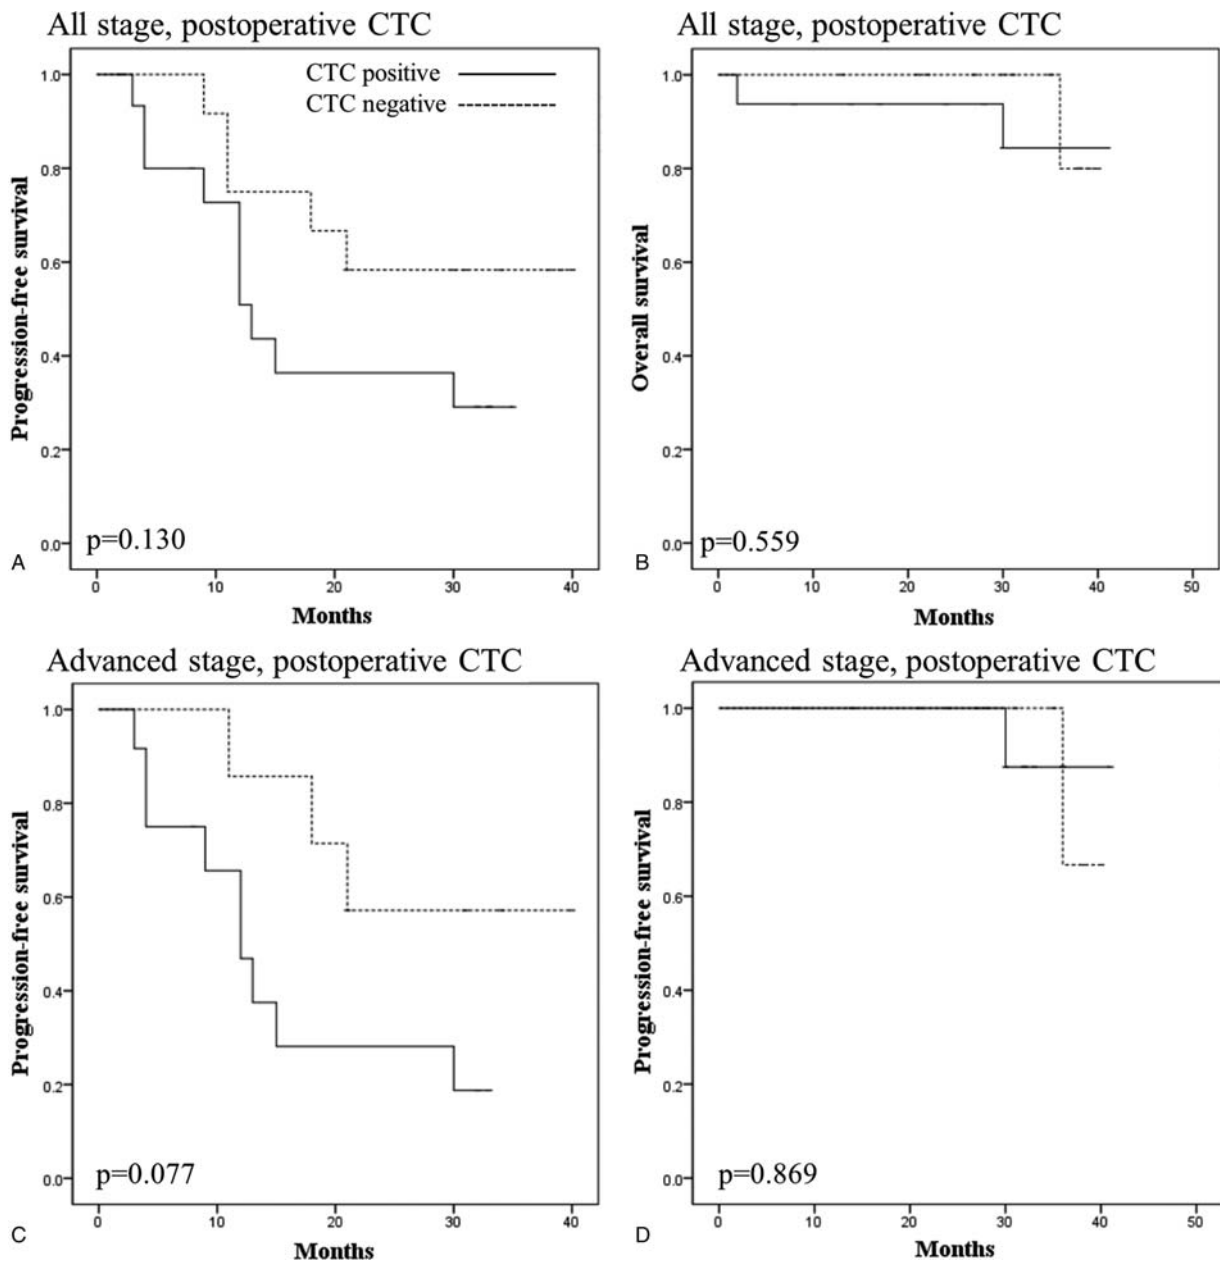 All stage, postoperative CTC
CTC positive
CTC negative
1.0
0.8
0.6
0.4
0.2
0.0
Progression-free survival
p=0.130
A
0 10 20 30 40
Months
All stage, postoperative CTC
1.0
0.8
0.6
0.4
0.2
0.0
Overall survival
p=0.559
B
0 10 20 30 40 50
Months
Advanced stage, postoperative CTC
1.0
0.8
0.6
0.4
0.2
0.0
Progression-free survival
p=0.077
C
0 10 20 30 40
Months
Advanced stage, postoperative CTC
1.0
0.8
0.6
0.4
0.2
0.0
Progression-free survival
p=0.869
D
0 10 20 30 40 50
Months